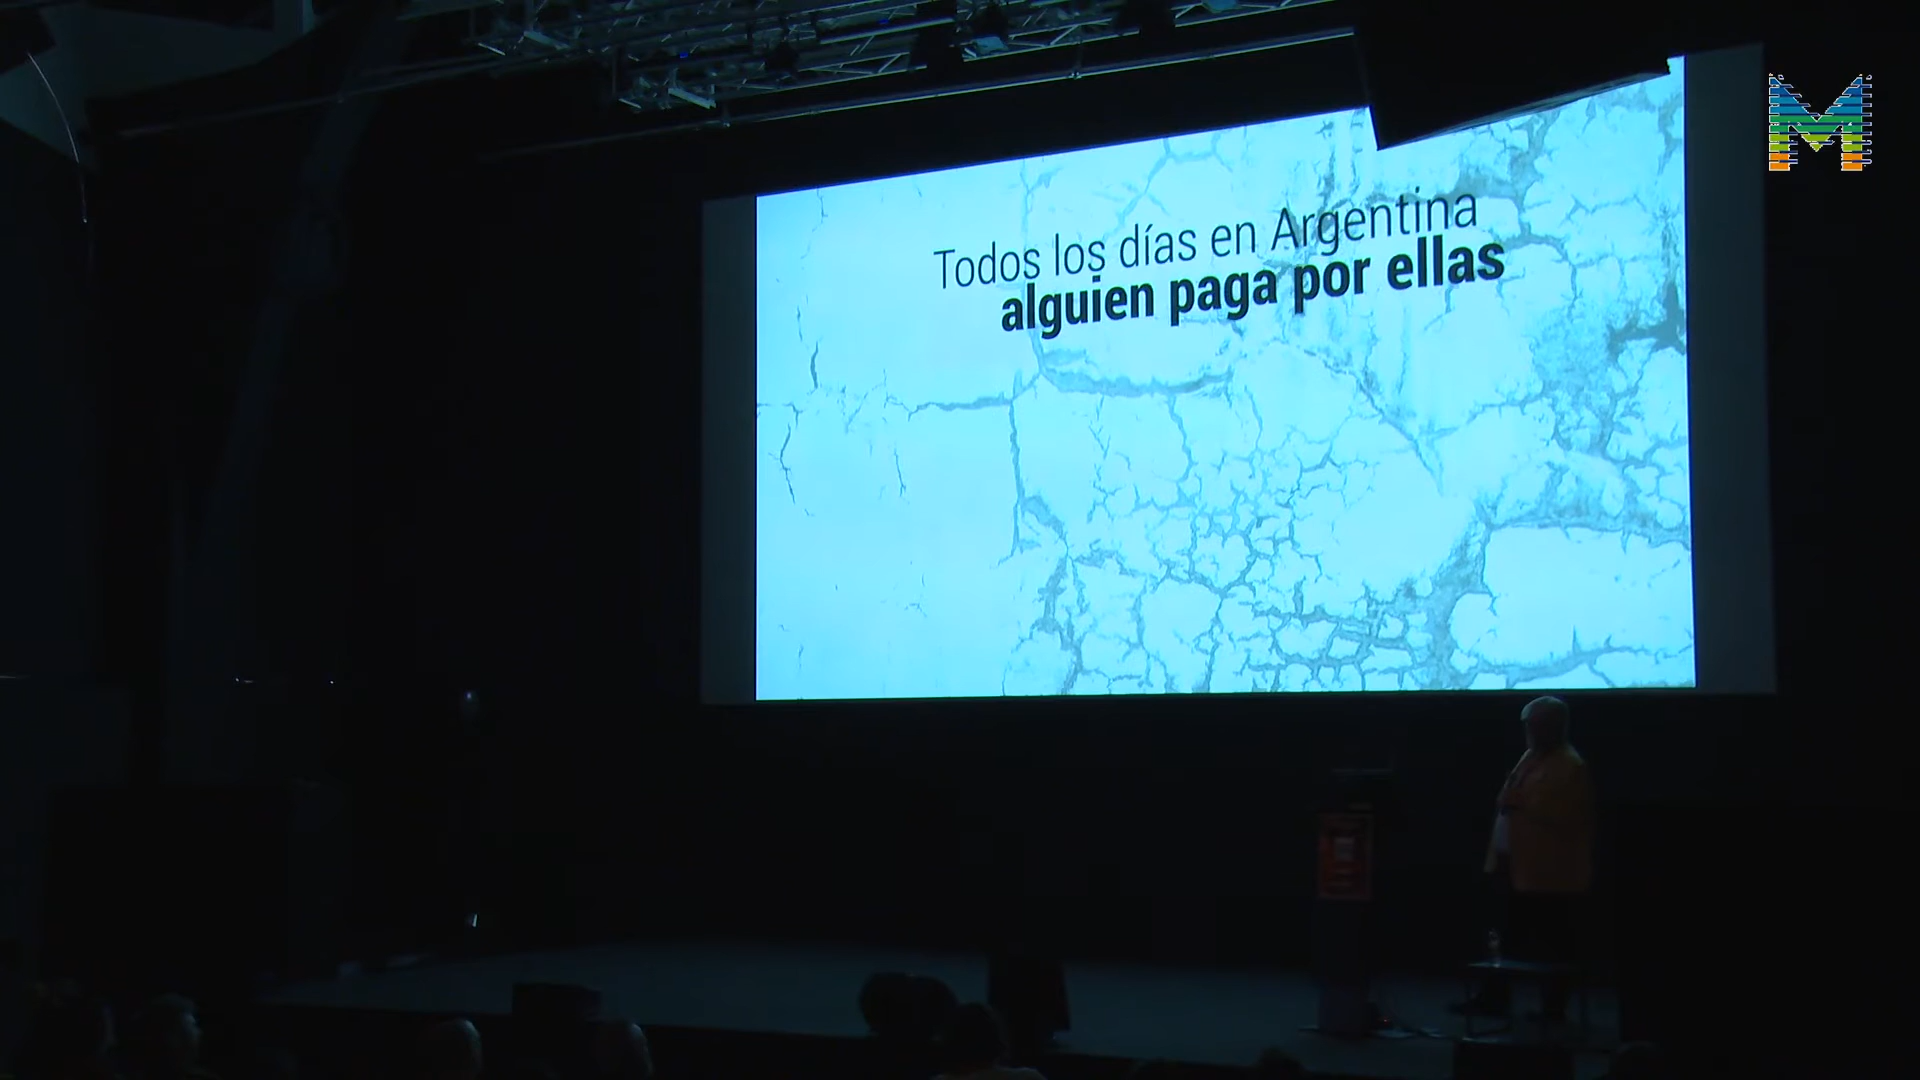 Todos los días en Argentina
alguien paga por ellas
M